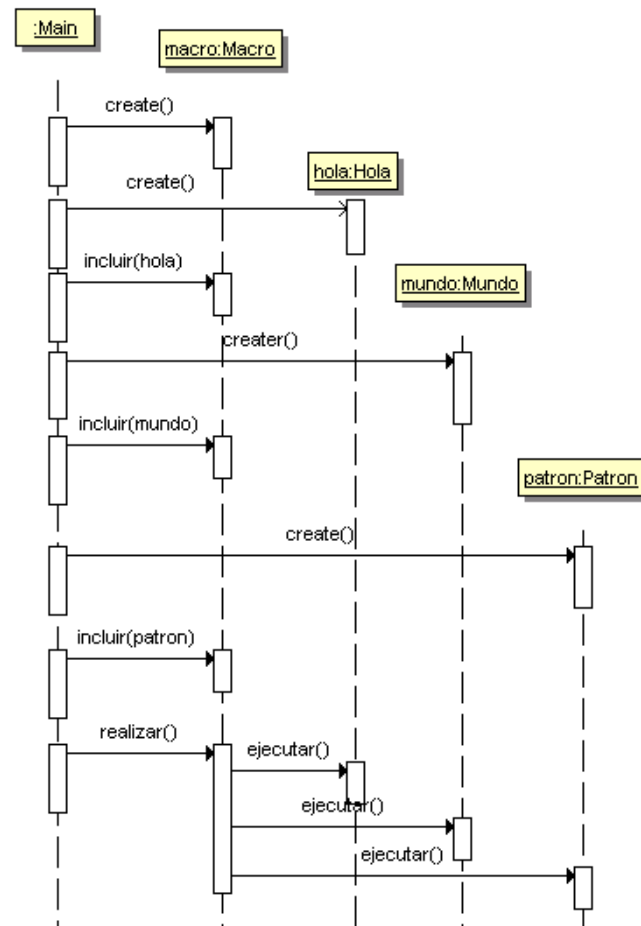 :Main
macro:Macro
create()
hola:Hola
create()
incluir(hola)
mundo:Mundo
creater()
incluir(mundo)
patron:Patron
create()
incluir(patron)
realizar()
ejecutar()
ejecutar()
ejecutar()